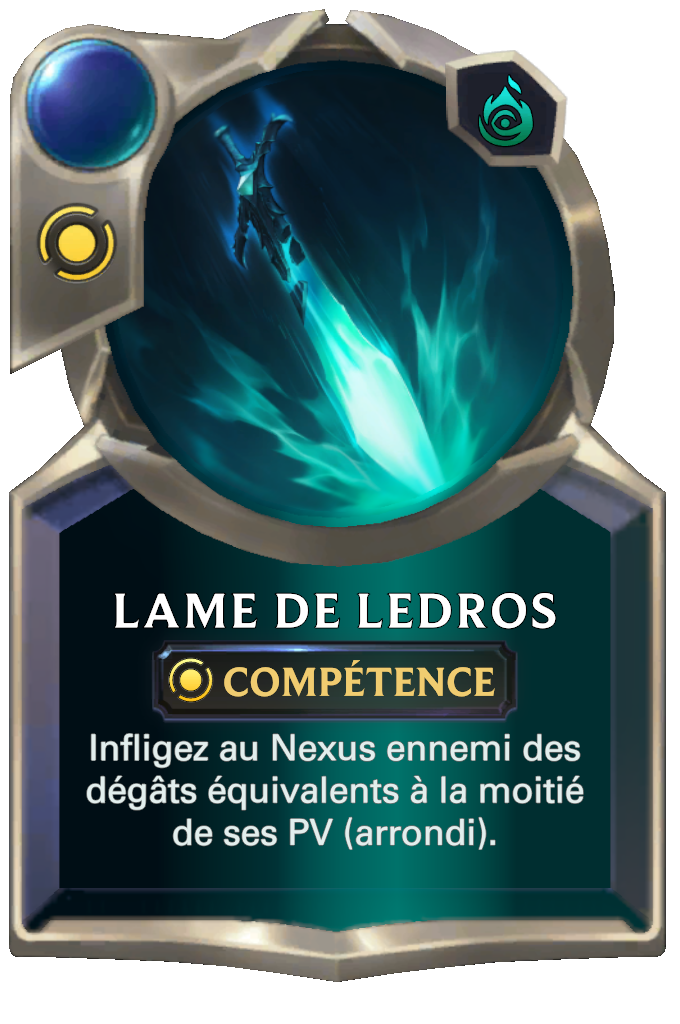 LAME DE LEDROS
COMPÉTENCE
Infligez au Nexus ennemi des
dégâts équivalents à la moitié
de ses PV (arrondi).